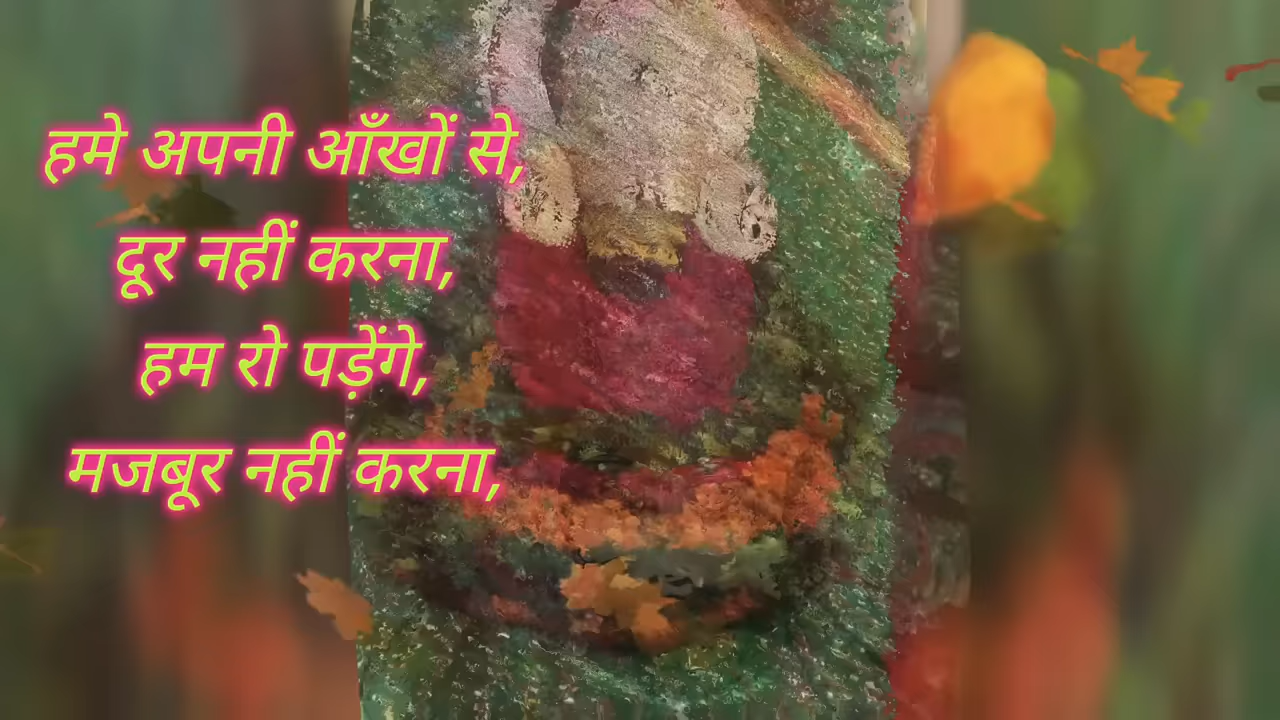 हमे अपनी आँखों से,
दूर नहीं करना,
हम रो पड़ेंगे,
मजबूर नहीं करना,